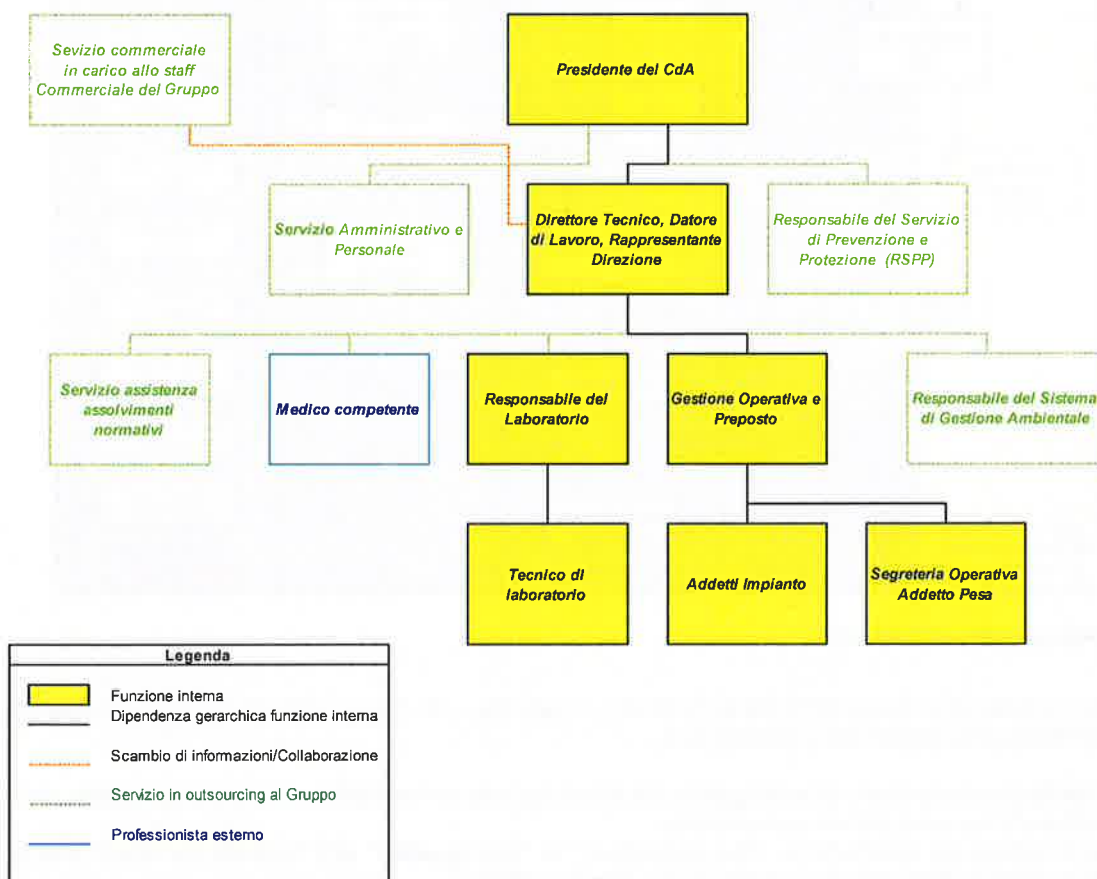 Sevizio commerciale
in carico allo staff
Commerciale del Gruppo
Presidente del CdA
Servizio Amministrativo e
Personale
Direttore Tecnico, Datore
di Lavoro, Rappresentante
Direzione
Responsabile del Servizio
di Prevenzione e
Protezione (RSPP)
Servizio assistenza
assolvimenti
normativi
Medico competente
Responsabile del
Laboratorio
Gestione Operativa e
Preposto
Responsabile del Sistema
di Gestione Ambientale
Tecnico di
laboratorio
Addetti Impianto
Segreteria Operativa
Addetto Pesa
Legenda
Funzione interna
Dipendenza gerarchica funzione interna
Scambio di informazioni/Collaborazione
Servizio in outsourcing al Gruppo
Professionista esterno